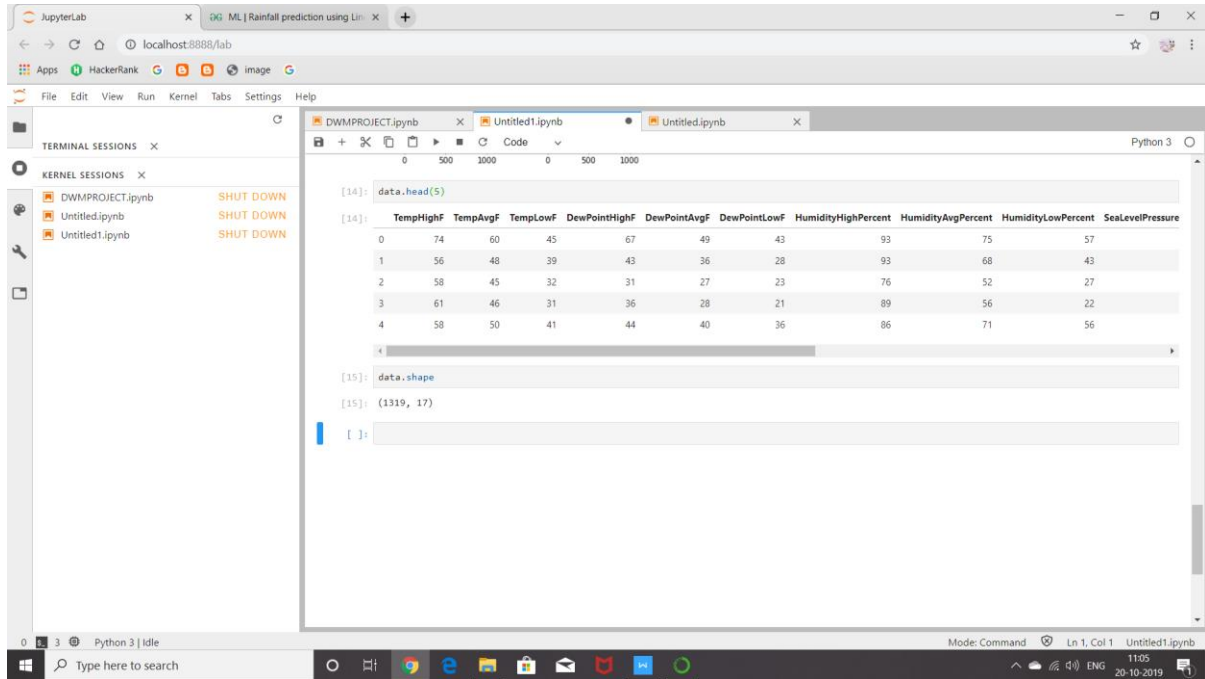 JupyterLab × ML | Rainfall prediction using Lin × +
localhost:8888/lab
Apps HackerRank G image G
File Edit View Run Kernel Tabs Settings Help
TERMINAL SESSIONS ×
KERNEL SESSIONS ×
DWMPROJECT.ipynb SHUT DOWN
Untitled.ipynb SHUT DOWN
Untitled1.ipynb SHUT DOWN
DWMPROJECT.ipynb × Untitled1.ipynb Untitled.ipynb ×
Code Python 3
0 500 1000 0 500 1000
[14]: data.head(5)
[14]: TempHighF TempAvgF TempLowF DewPointHighF DewPointAvgF DewPointLowF HumidityHighPercent HumidityAvgPercent HumidityLowPercent SeaLevelPressure
0 74 60 45 67 49 43 93 75 57
1 56 48 39 43 36 28 93 68 43
2 58 45 32 31 27 23 76 52 27
3 61 46 31 36 28 21 89 56 22
4 58 50 41 44 40 36 86 71 56
[15]: data.shape
[15]: (1319, 17)
[ ]:
0 3 Python 3 | Idle Mode: Command Ln 1, Col 1 Untitled1.ipynb
Type here to search ENG 11:05
20-10-2019